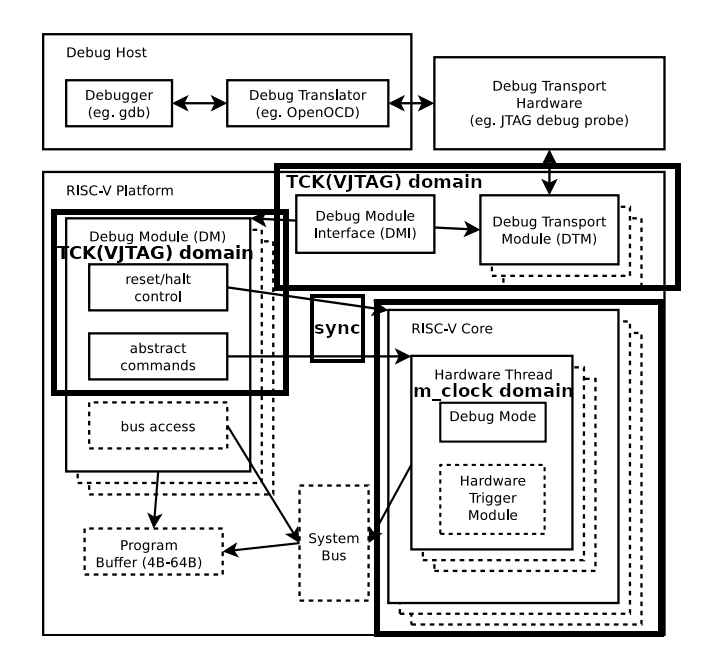 Debug Host
Debugger
(eg. gdb)
Debug Translator
(eg. OpenOCD)
Debug Transport
Hardware
(eg. JTAG debug probe)
RISC-V Platform
TCK(VJTAG) domain
Debug Module
Interface (DMI)
Debug Transport
Module (DTM)
Debug Module (DM)
TCK(VJTAG) domain
reset/halt
control
sync
abstract
commands
bus access
RISC-V Core
Hardware Thread
m_clock domain
Debug Mode
Hardware
Trigger
Module
System
Bus
Program
Buffer (4B-64B)